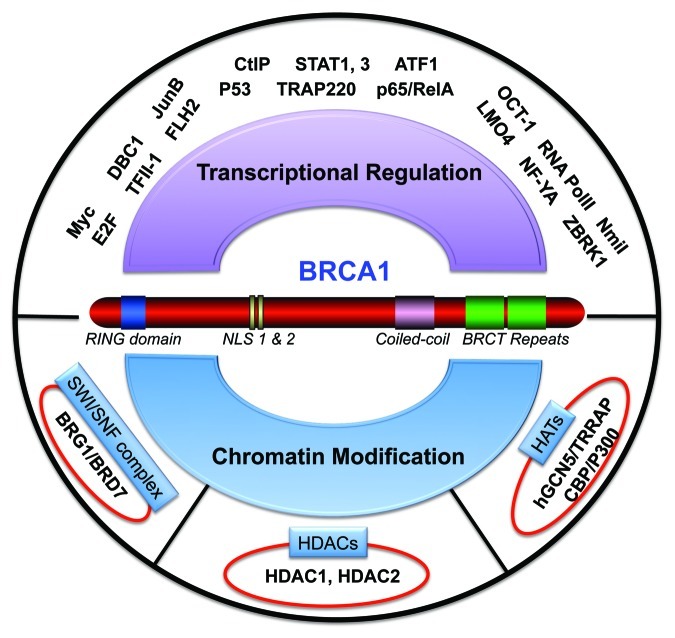 CtIP STAT1, 3 ATF1
P53 TRAP220 p65/RelA
JunB
FLH2
DBC1
TFII-1
Myc
E2F
OCT-1
LMO4
RNA PolII
NF-YA
Nmil
ZBRK1
Transcriptional Regulation
BRCA1
RING domain NLS 1 & 2 Coiled-coil BRCT Repeats
SWI/SNF complex
BRG1/BRD7
Chromatin Modification
HATs
hGCN5/TRRAP
CBP/P300
HDACs
HDAC1, HDAC2